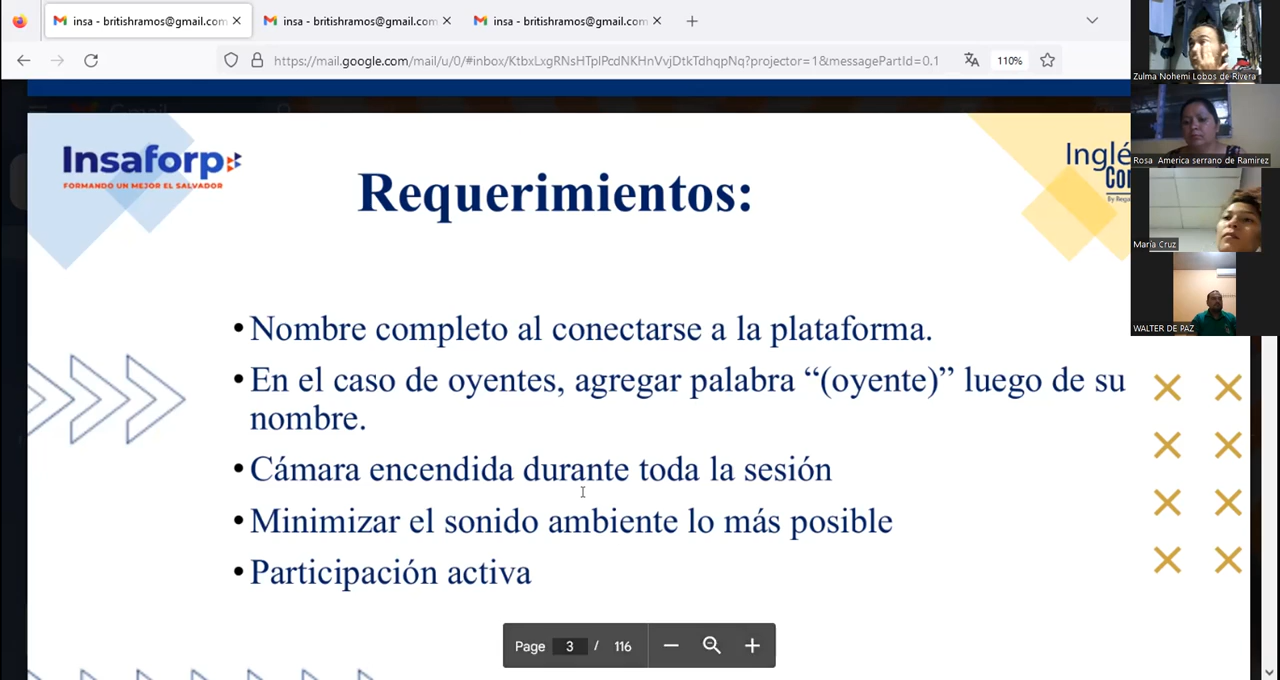 insa - britishramos@gmail.com
insa - britishramos@gmail.com
insa - britishramos@gmail.com
https://mail.google.com/mail/u/0/#inbox/KtbxLxgRNsHTpIPcdNKHnVvjDtkTdhqpNq?projector=1&messagePartId=0.1
110%
Gmail
Insaforp
FORMANDO UN MEJOR EL SALVADOR
Requerimientos:
Inglé
Co
• Nombre completo al conectarse a la plataforma.
• En el caso de oyentes, agregar palabra “(oyente)” luego de su
nombre.
• Cámara encendida durante toda la sesión
• Minimizar el sonido ambiente lo más posible
• Participación activa
Page 3 / 116
Zulma Nohemi Lobos de Rivera
Rosa America serrano de Ramirez
María Cruz
WALTER DE PAZ